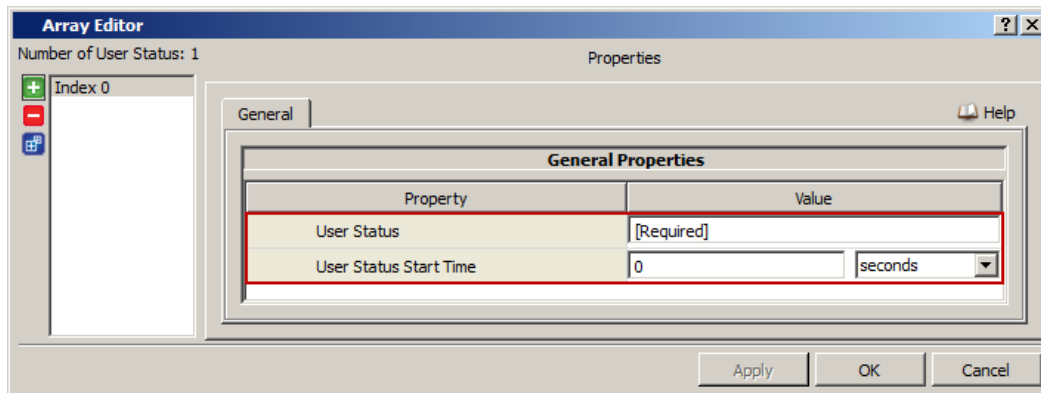 Array Editor
Number of User Status: 1
Properties
Index 0
General
Help
General Properties
Property Value
User Status [Required]
User Status Start Time 0 seconds
Apply OK Cancel